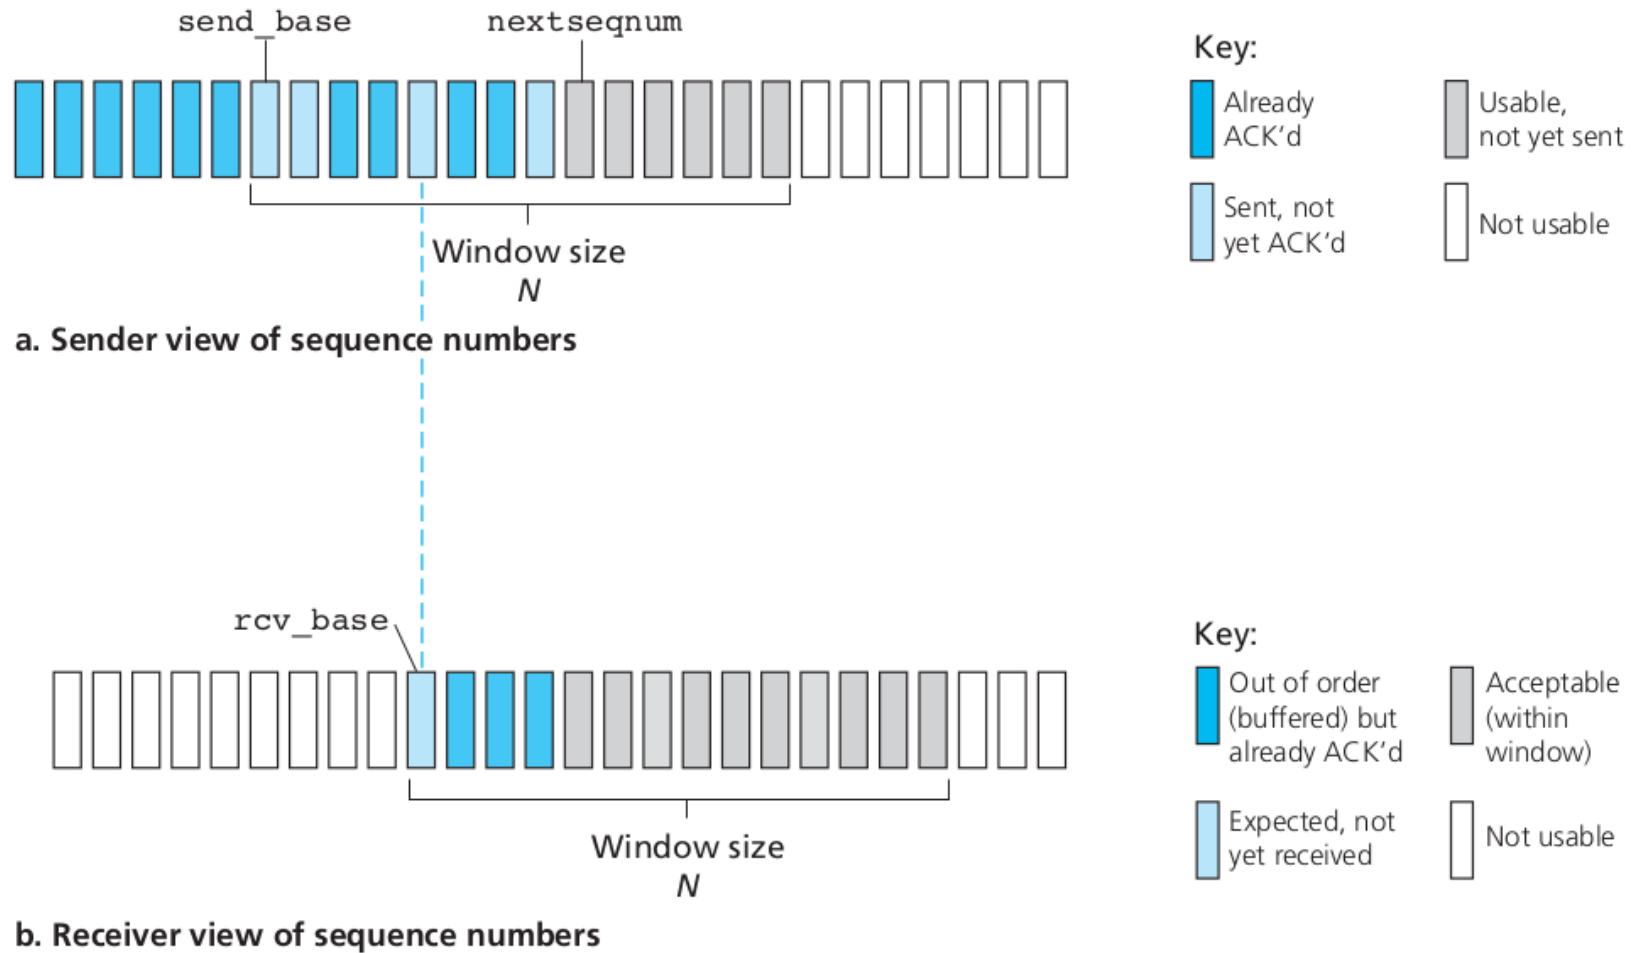 send_base
nextseqnum
Key:
Already
ACK'd
Usable,
not yet sent
Sent, not
yet ACK'd
Not usable
Window size
N
a. Sender view of sequence numbers
rcv_base
Key:
Out of order
(buffered) but
already ACK'd
Acceptable
(within
window)
Expected, not
yet received
Not usable
Window size
N
b. Receiver view of sequence numbers